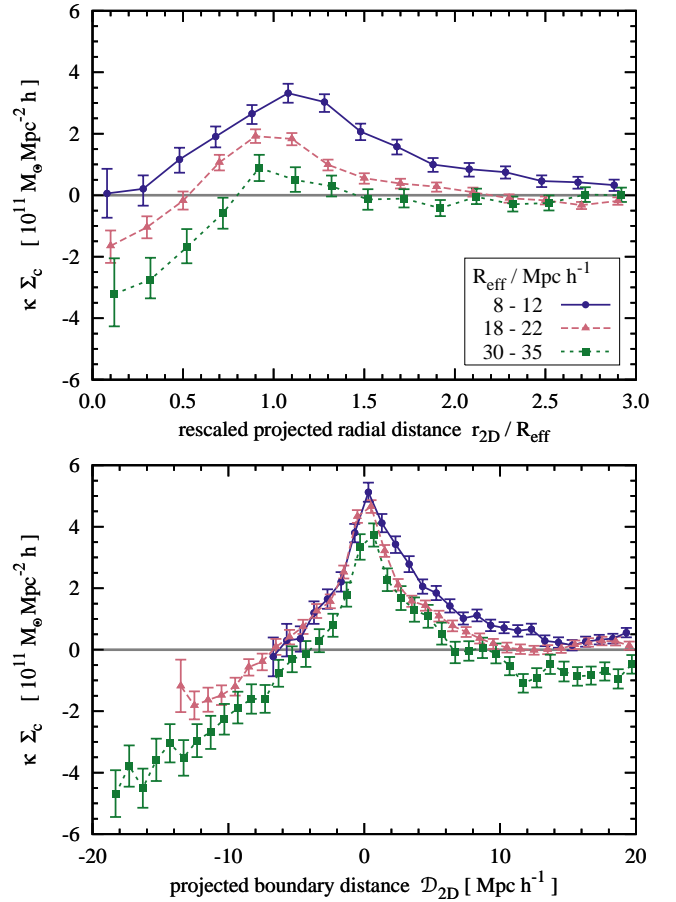 6
4
2
0
-2
-4
-6
κ Σc [ 10^11 M⊙ Mpc^-2 h ]
R_eff / Mpc h^-1
8 - 12
18 - 22
30 - 35
0.0 0.5 1.0 1.5 2.0 2.5 3.0
rescaled projected radial distance r_2D / R_eff
6
4
2
0
-2
-4
-6
κ Σc [ 10^11 M⊙ Mpc^-2 h ]
-20 -10 0 10 20
projected boundary distance 𝒟_2D [ Mpc h^-1 ]